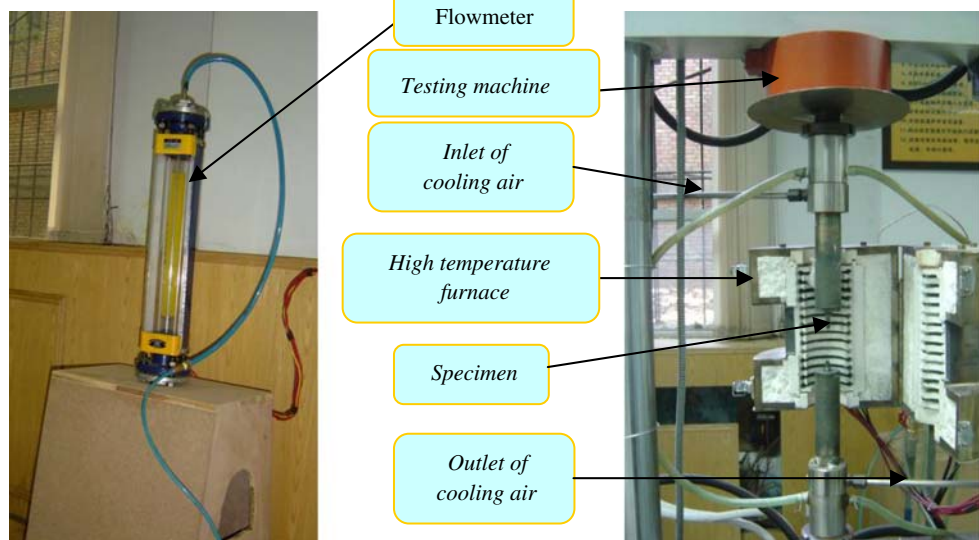 Flowmeter
Testing machine
Inlet of
cooling air
High temperature
furnace
Specimen
Outlet of
cooling air